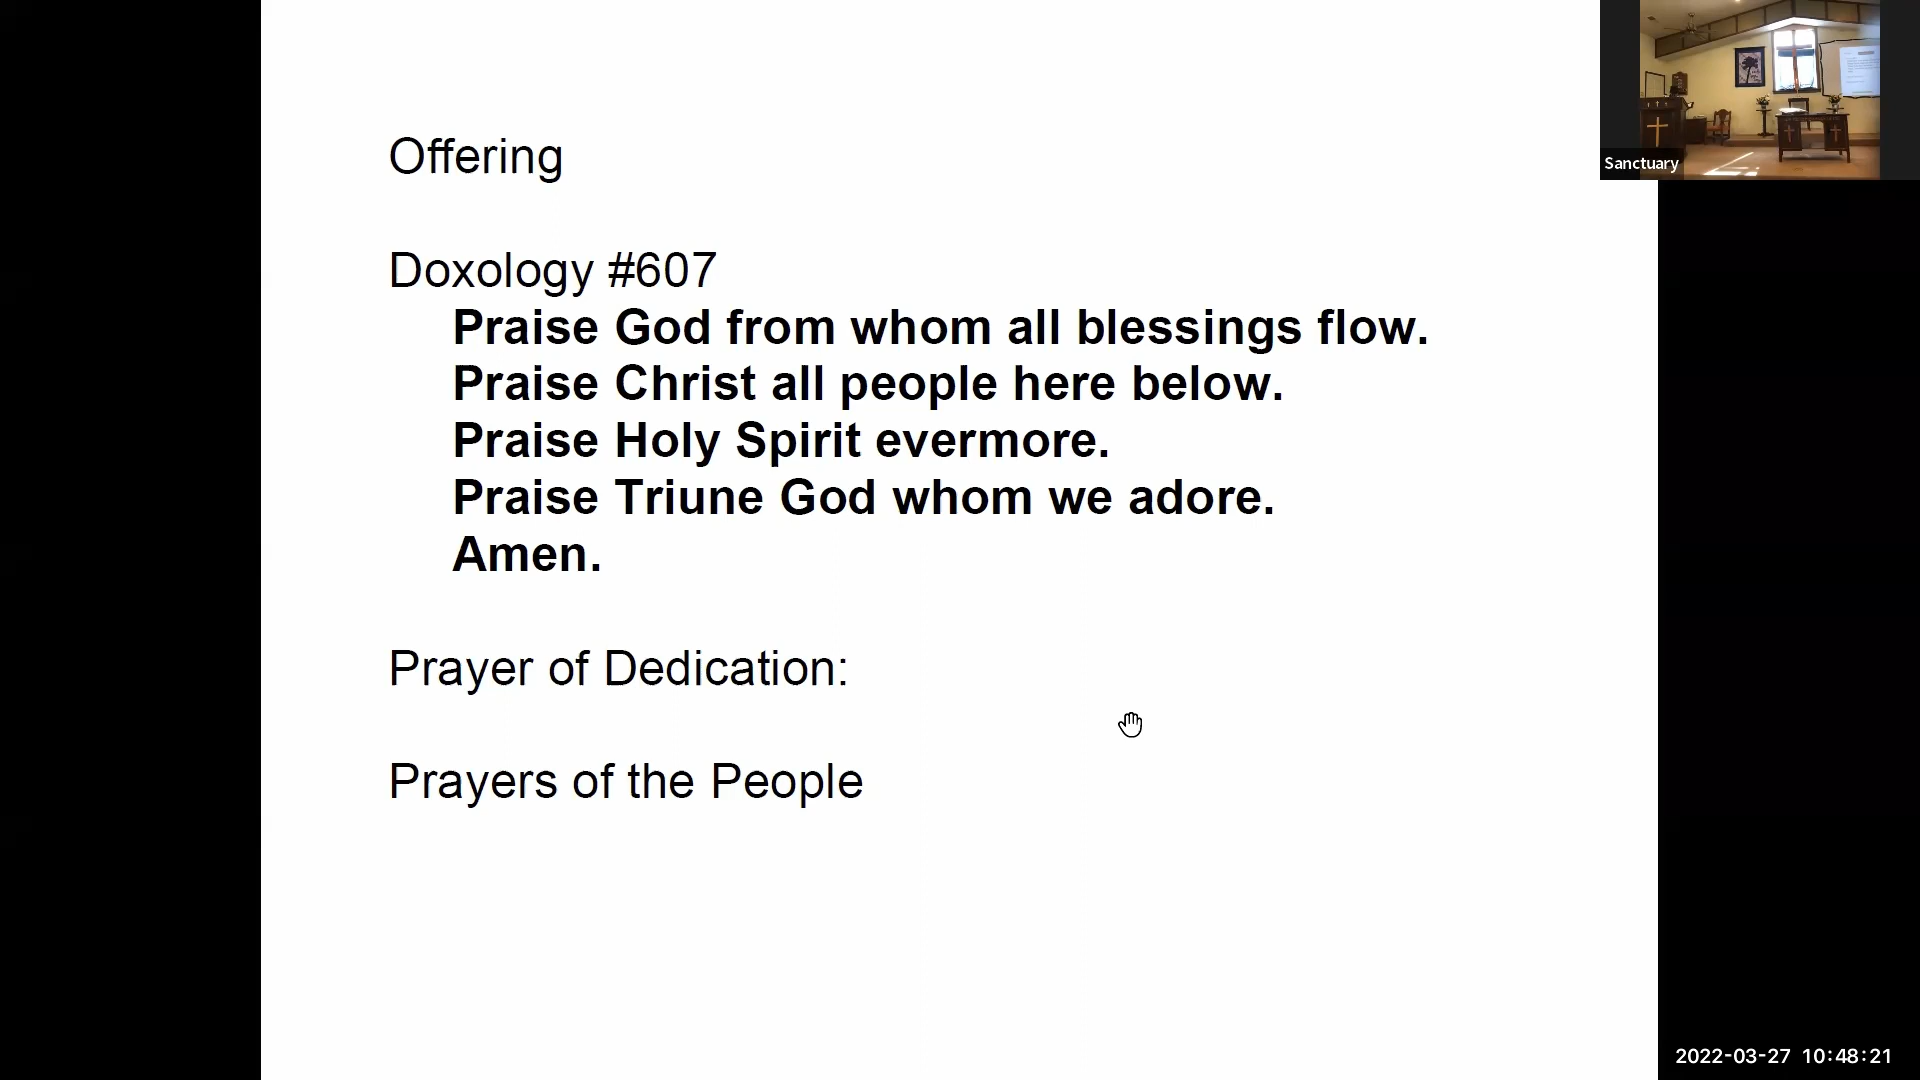 Offering
Doxology #607
Praise God from whom all blessings flow.
Praise Christ all people here below.
Praise Holy Spirit evermore.
Praise Triune God whom we adore.
Amen.
Prayer of Dedication:
Prayers of the People
Sanctuary
2022-03-27 10:48:21